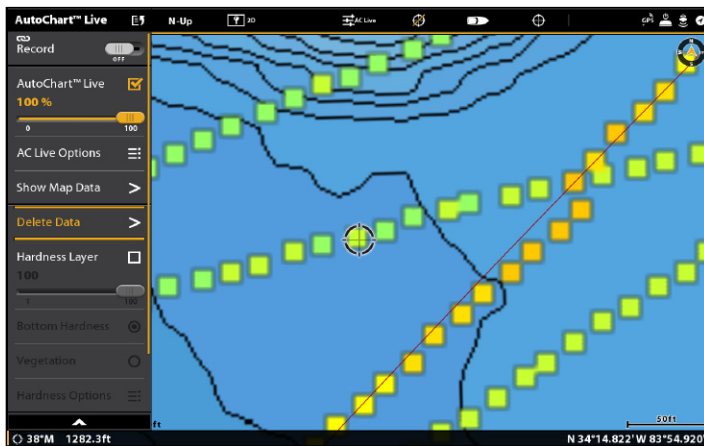 AutoChart™ Live N-Up 2D AC Live GPS
Record
OFF
AutoChart™ Live
100 %
0 100
AC Live Options
Show Map Data >
Delete Data >
Hardness Layer
100
1 100
Bottom Hardness
Vegetation
Hardness Options
ft
50ft
38°M 1282.3ft N 34°14.822' W 83°54.920'